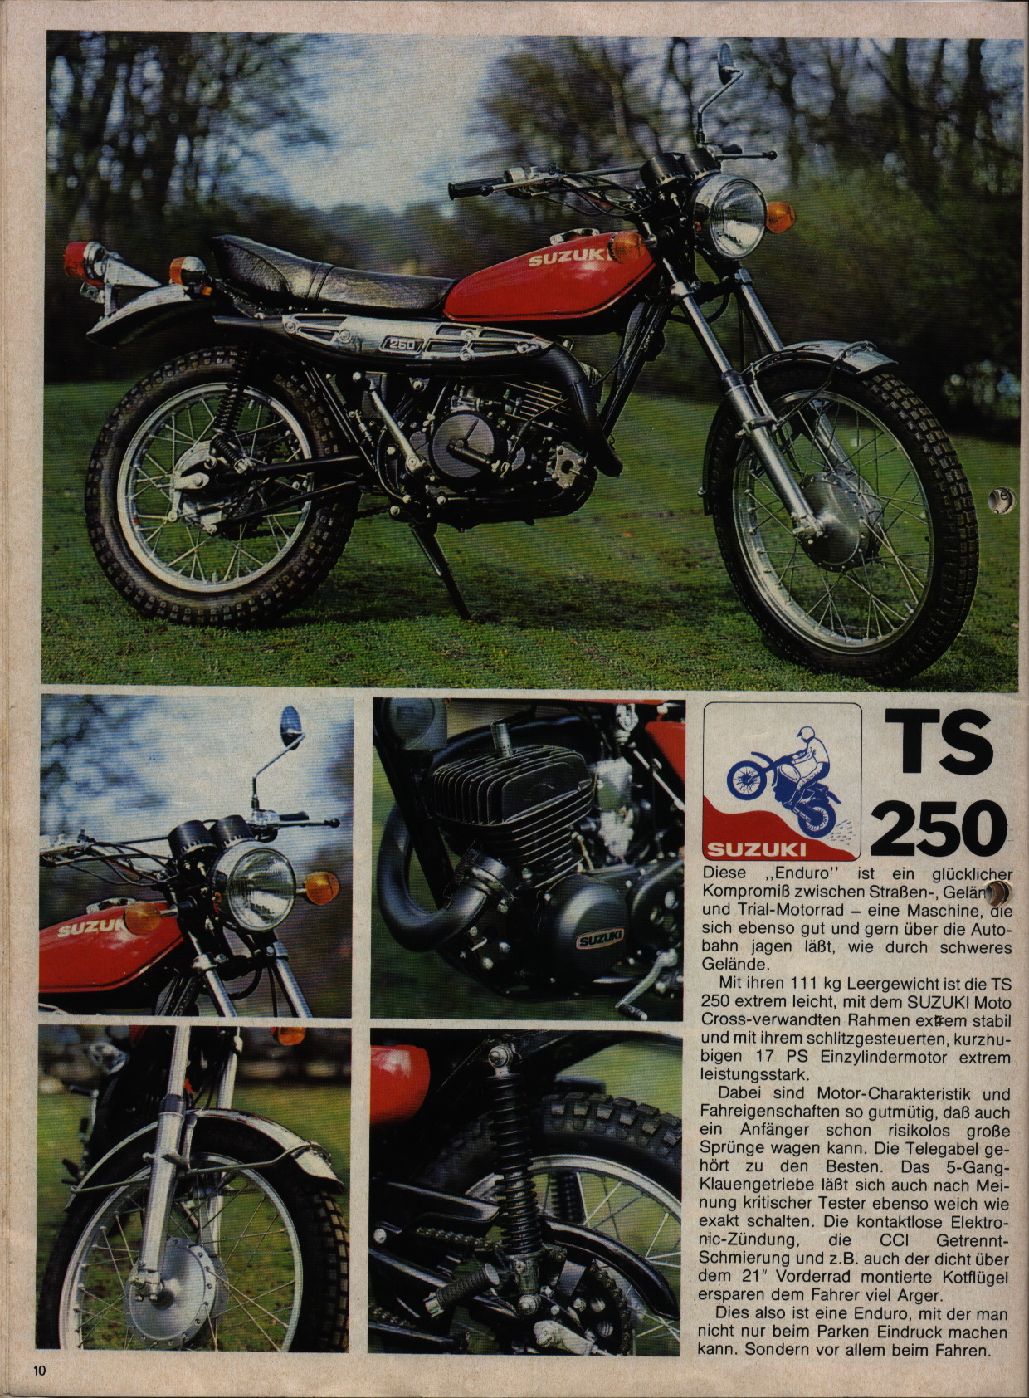 SUZUKI
250
SUZUKI
SUZUKI
SUZUKI
TS
250
Diese „Enduro" ist ein glücklicher
Kompromiß zwischen Straßen-, Gelän
und Trial-Motorrad – eine Maschine, die
sich ebenso gut und gern über die Auto-
bahn jagen läßt, wie durch schweres
Gelände.
Mit ihren 111 kg Leergewicht ist die TS
250 extrem leicht, mit dem SUZUKI Moto
Cross-verwandten Rahmen extrem stabil
und mit ihrem schlitzgesteuerten, kurzhu-
bigen 17 PS Einzylindermotor extrem
leistungsstark.
Dabei sind Motor-Charakteristik und
Fahreigenschaften so gutmütig, daß auch
ein Anfänger schon risikolos große
Sprünge wagen kann. Die Telegabel ge-
hört zu den Besten. Das 5-Gang-
Klauengetriebe läßt sich auch nach Mei-
nung kritischer Tester ebenso weich wie
exakt schalten. Die kontaktlose Elektro-
nic-Zündung, die CCI Getrennt-
Schmierung und z.B. auch der dicht über
dem 21" Vorderrad montierte Kotflügel
ersparen dem Fahrer viel Arger.
Dies also ist eine Enduro, mit der man
nicht nur beim Parken Eindruck machen
kann. Sondern vor allem beim Fahren.
10